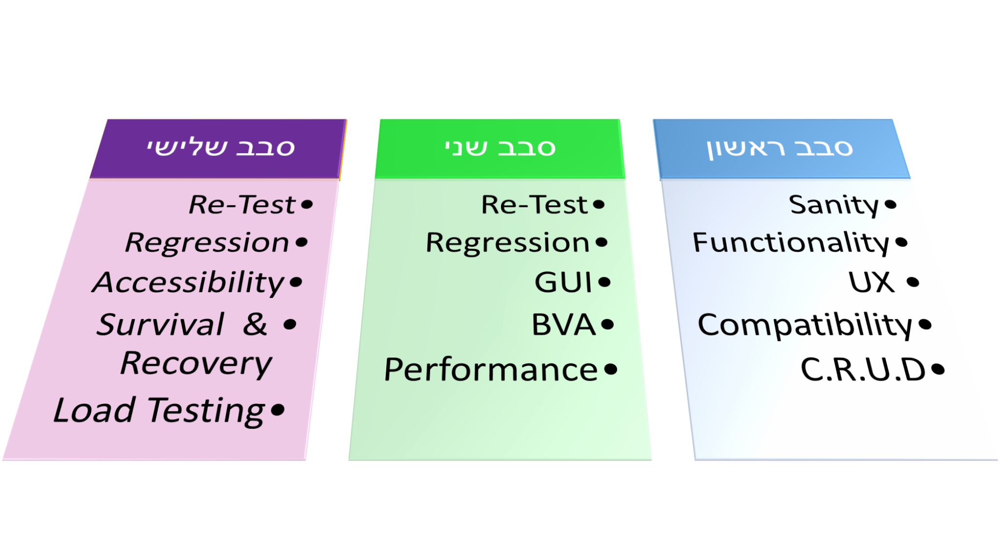 סבב ראשון
•Sanity
•Functionality
• UX
•Compatibility
•C.R.U.D
סבב שני
•Re-Test
•Regression
•GUI
•BVA
•Performance
סבב שלישי
•Re-Test
•Regression
•Accessibility
• Survival &
Recovery
•Load Testing